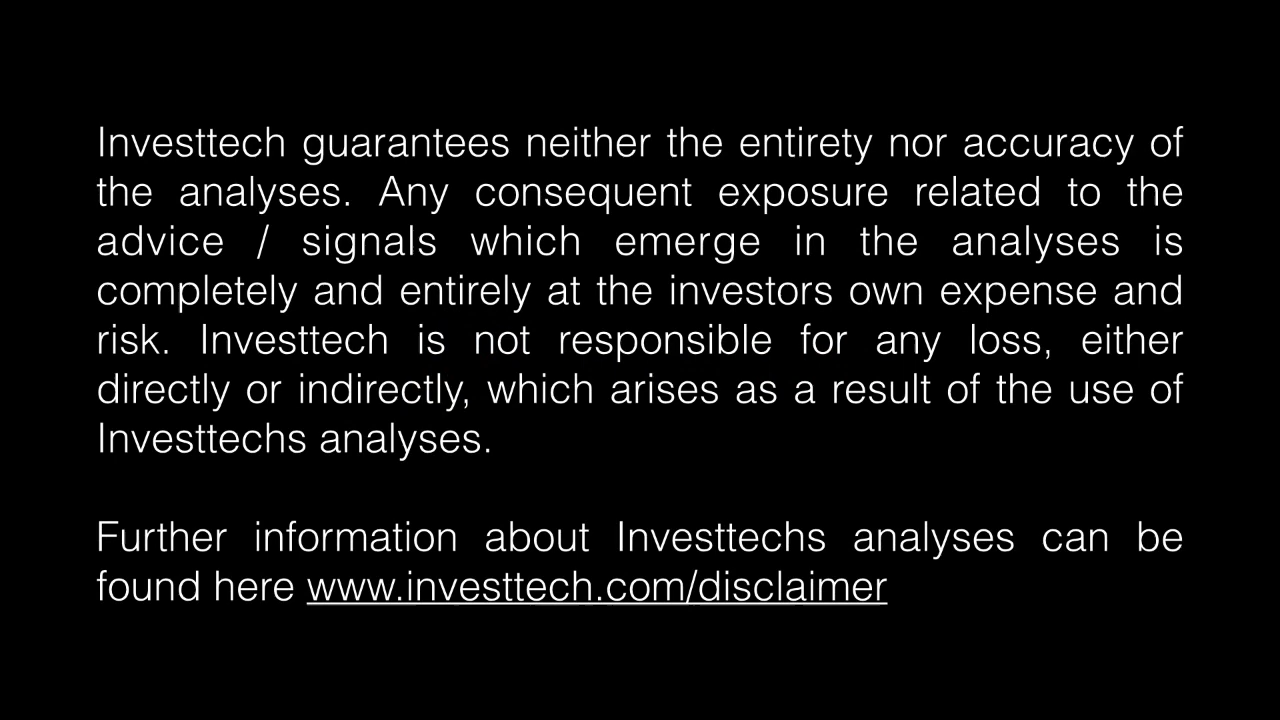 Investtech guarantees neither the entirety nor accuracy of
the analyses. Any consequent exposure related to the
advice / signals which emerge in the analyses is
completely and entirely at the investors own expense and
risk. Investtech is not responsible for any loss, either
directly or indirectly, which arises as a result of the use of
Investtechs analyses.
Further information about Investtechs analyses can be
found here www.investtech.com/disclaimer